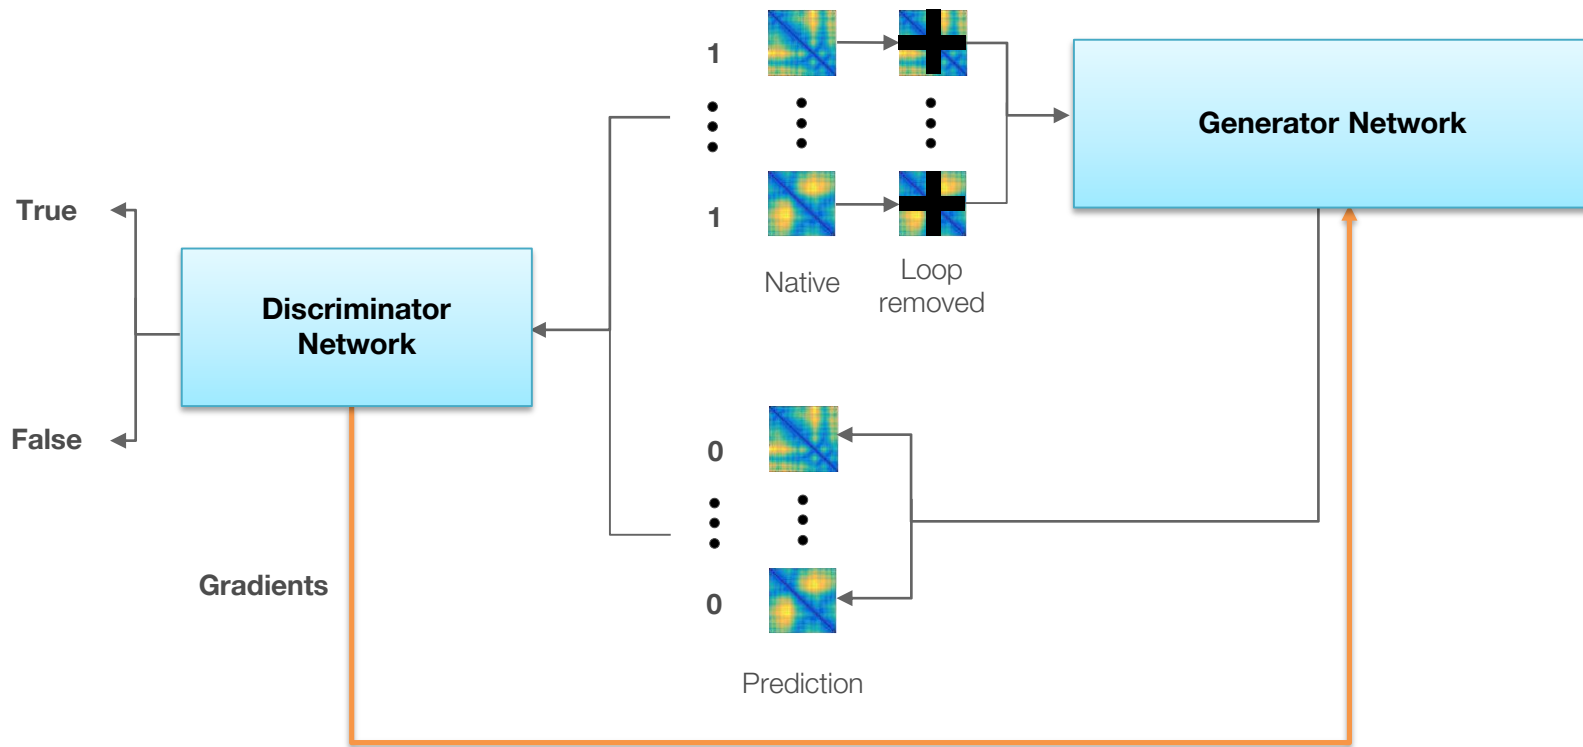 1
1
Native
Loop
removed
Generator Network
True
False
Discriminator
Network
0
0
Gradients
Prediction